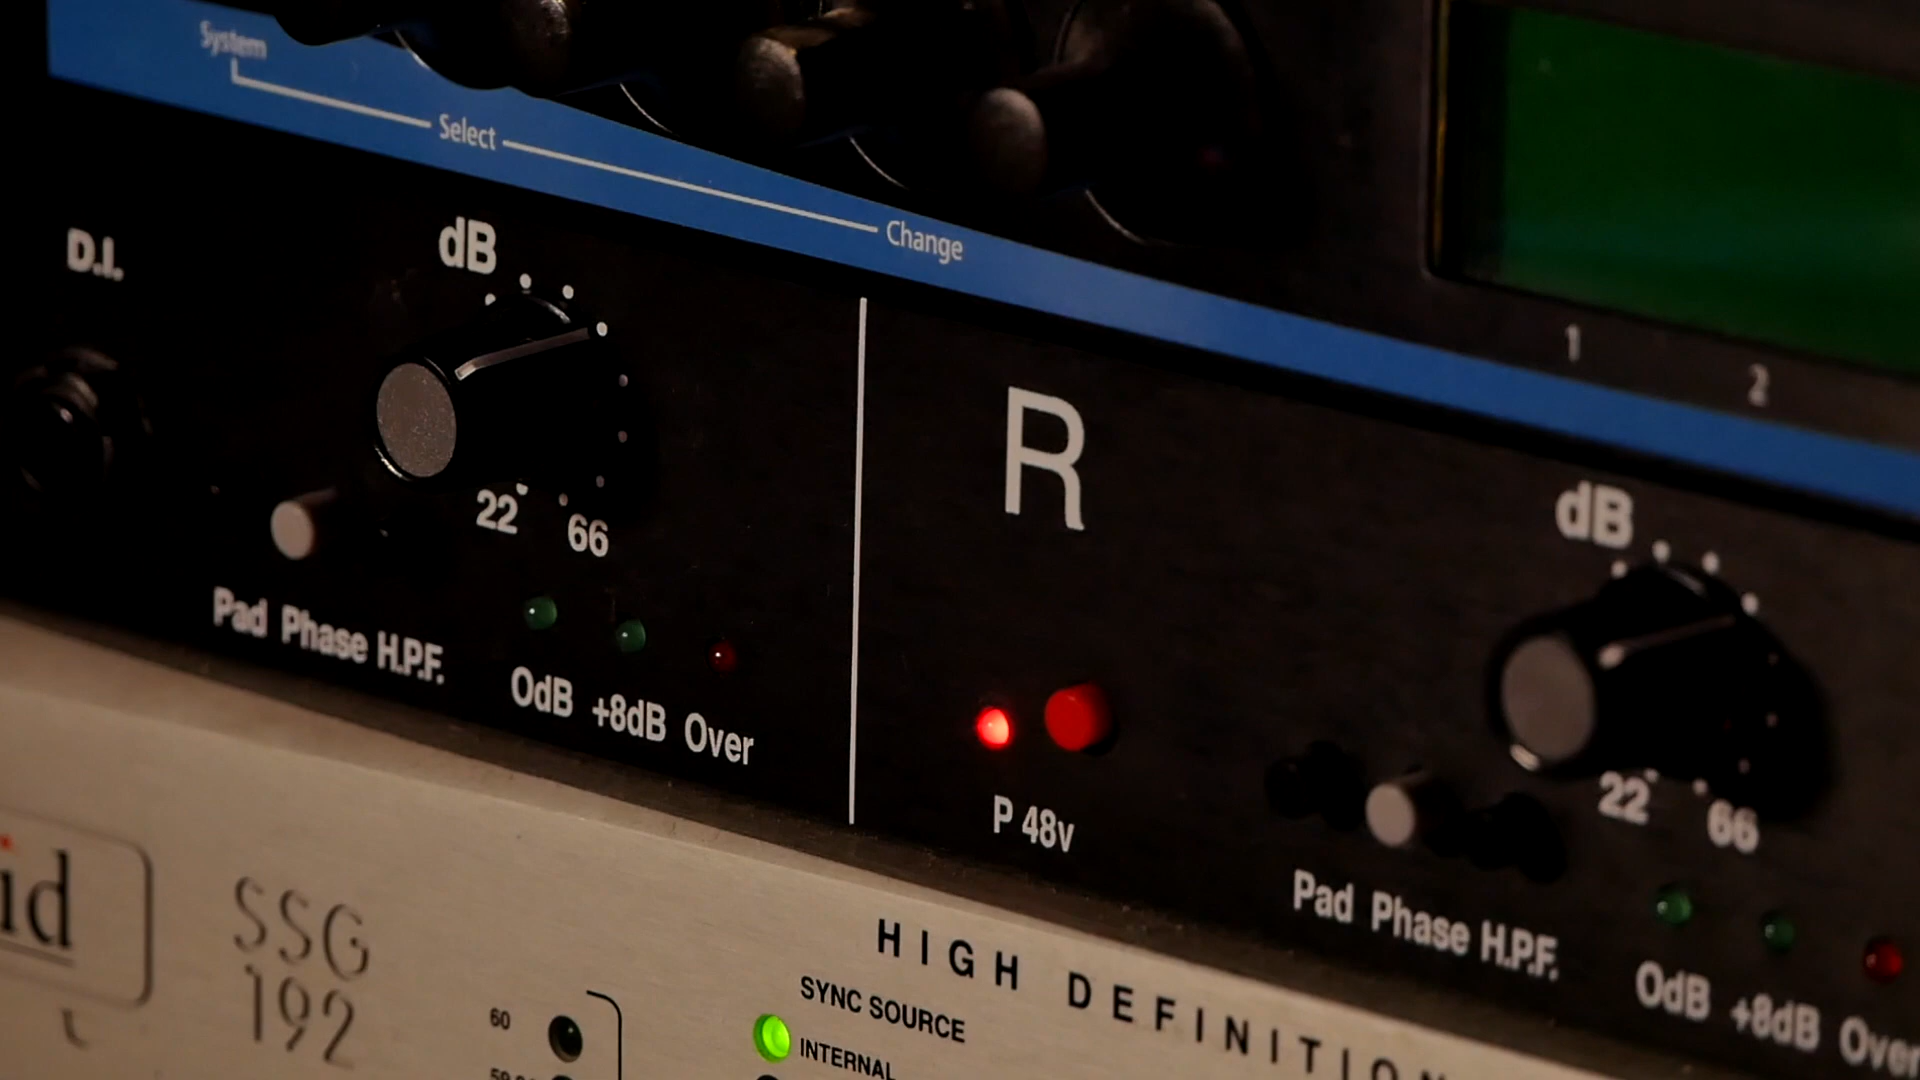 System
Select
Change
1
2
D.I.
dB
22
66
Pad Phase H.P.F.
0dB +8dB Over
R
P 48v
dB
22
66
Pad Phase H.P.F.
0dB +8dB Over
id
SSG
192
HIGH DEFINITION
SYNC SOURCE
60
INTERNAL